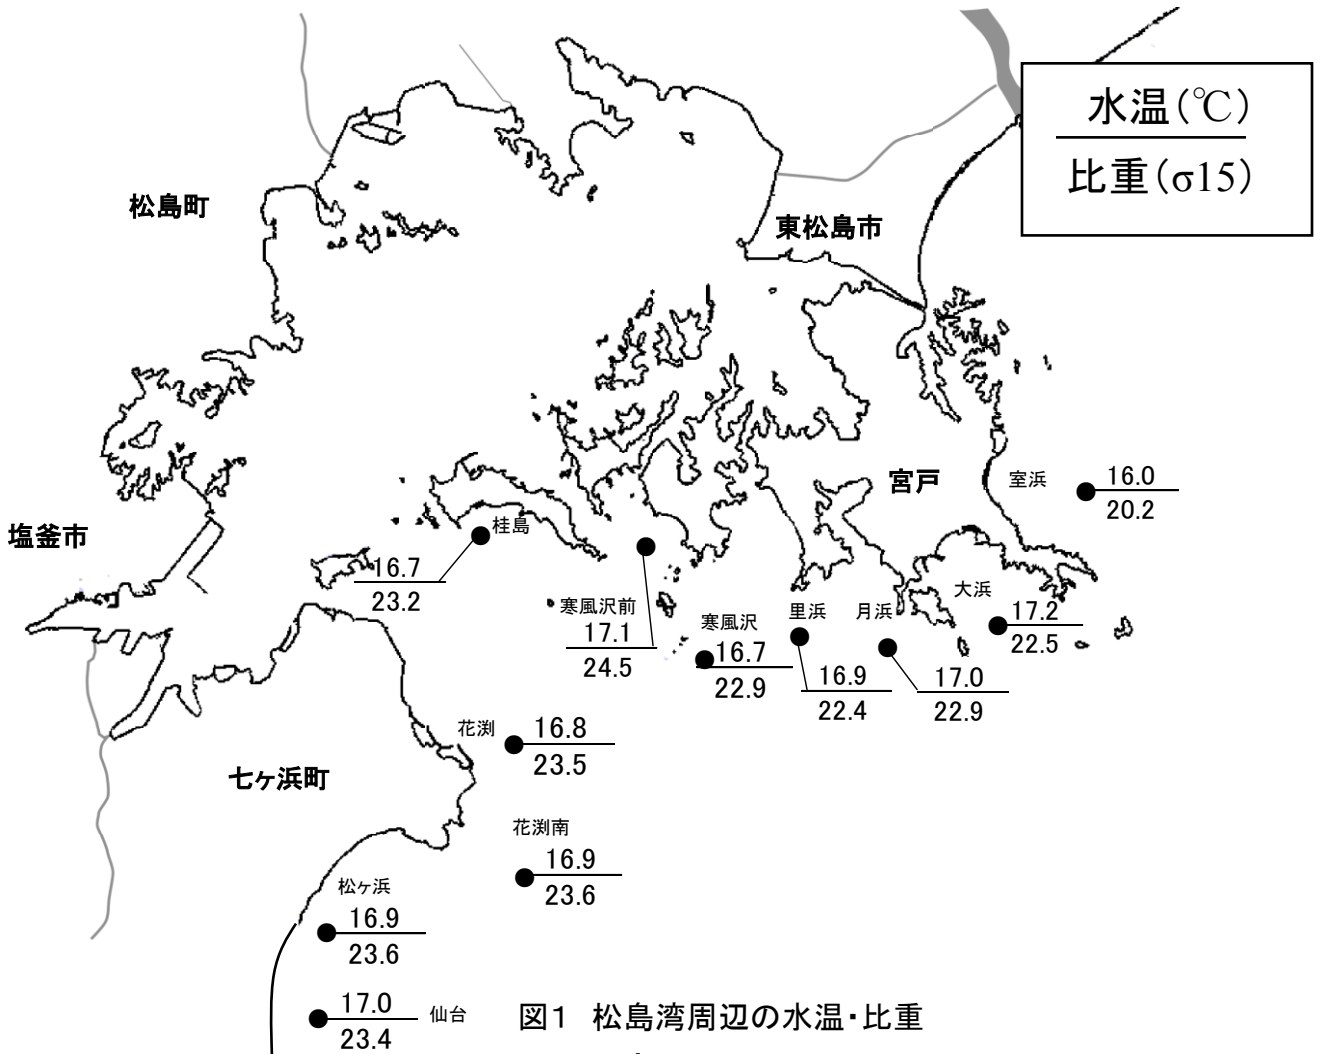 水温(℃)
比重(σ15)
松島町
東松島市
宮戸
室浜
16.0
20.2
塩釜市
桂島
16.7
23.2
大浜
17.2
22.5
寒風沢前
17.1
24.5
寒風沢
16.7
22.9
里浜
16.9
22.4
月浜
17.0
22.9
花渕
16.8
23.5
七ヶ浜町
花渕南
16.9
23.6
松ヶ浜
16.9
23.6
17.0
23.4
仙台
図1 松島湾周辺の水温・比重